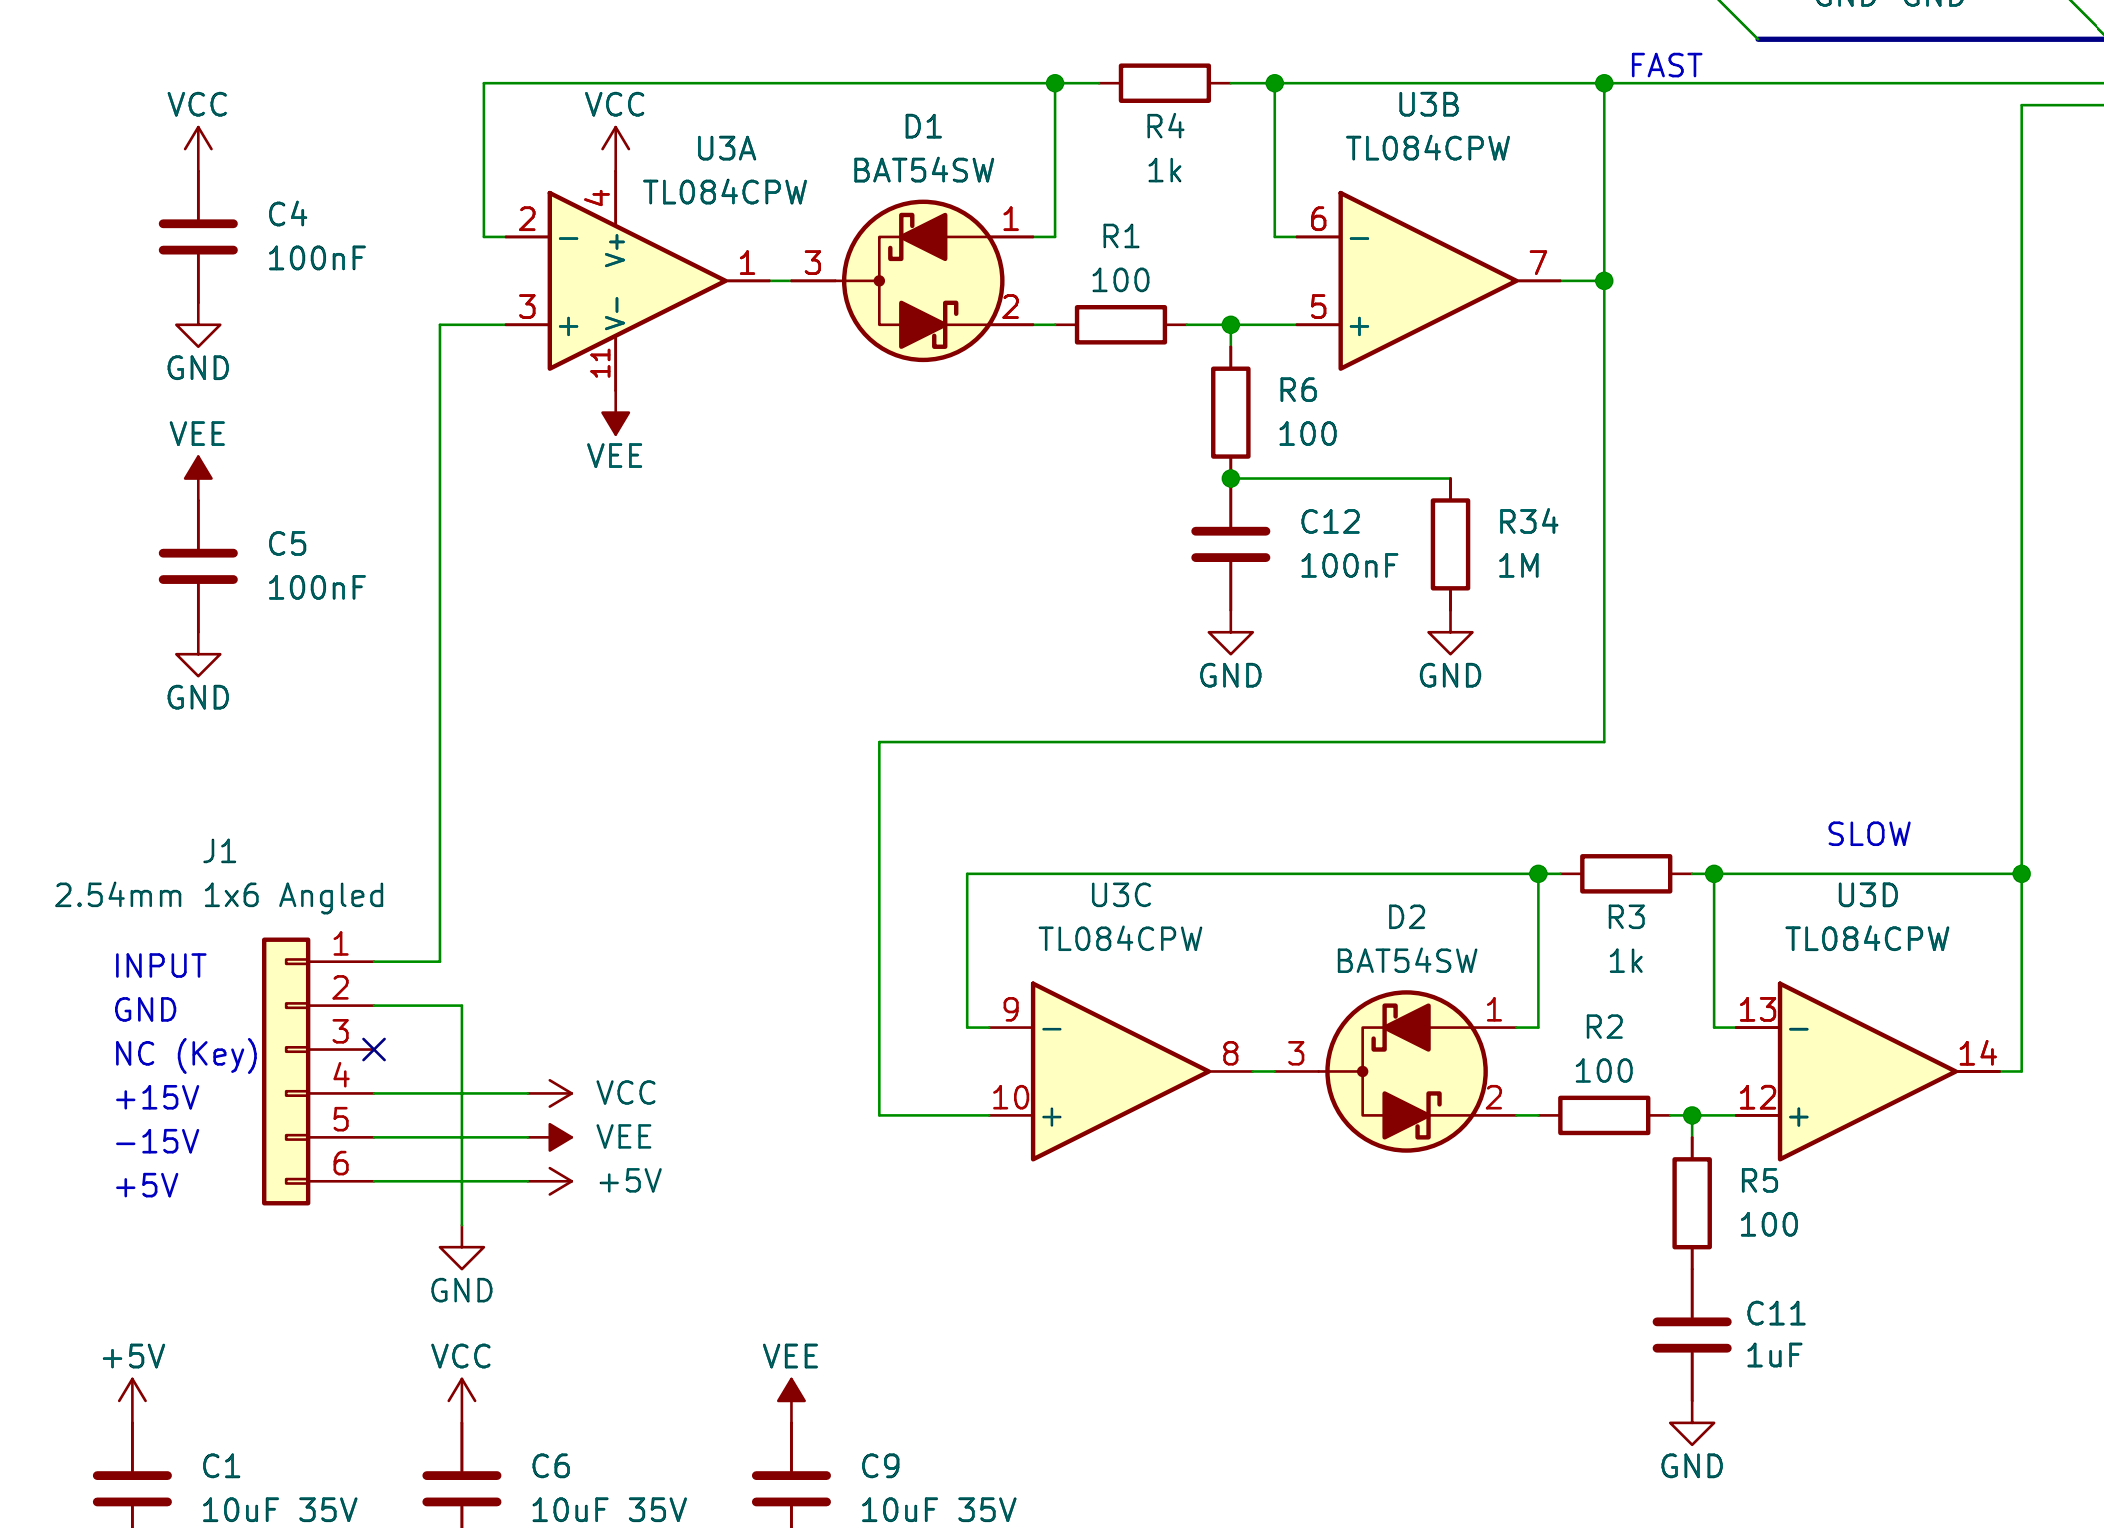 GND GND
FAST
VCC
C4
100nF
GND
VEE
C5
100nF
GND
VCC
U3A
TL084CPW
4
2
−
V+
3
+
V-
11
1
VEE
D1
BAT54SW
3
1
2
R4
1k
R1
100
U3B
TL084CPW
6
−
5
+
7
R6
100
C12
100nF
GND
R34
1M
GND
J1
2.54mm 1x6 Angled
INPUT
1
GND
2
NC (Key)
3
+15V
4
VCC
-15V
5
VEE
+5V
6
+5V
GND
SLOW
U3C
TL084CPW
9
−
10
+
8
D2
BAT54SW
3
1
2
R3
1k
R2
100
U3D
TL084CPW
13
−
12
+
14
R5
100
C11
1uF
GND
+5V
C1
10uF 35V
VCC
C6
10uF 35V
VEE
C9
10uF 35V